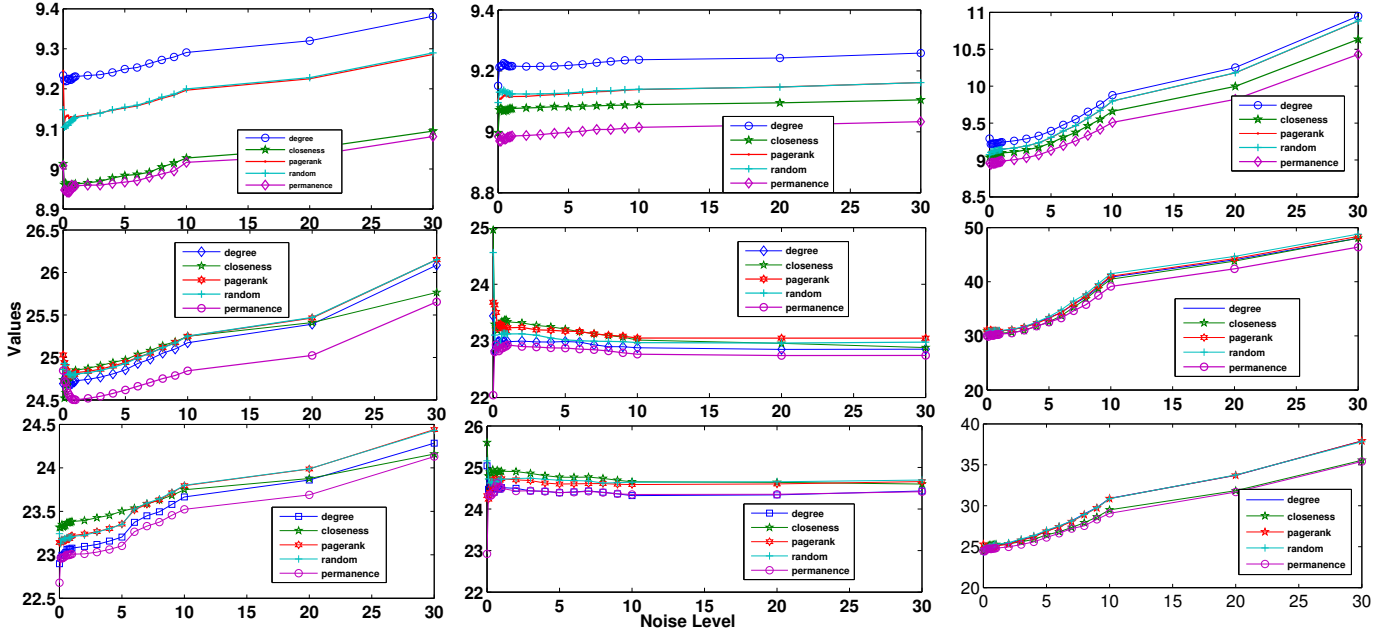 9.4
9.3
9.2
9.1
9
8.9
0 5 10 15 20 25 30
degree
closeness
pagerank
random
permanence
9.4
9.2
9
8.8
0 5 10 15 20 25 30
degree
closeness
pagerank
random
permanence
11
10.5
10
9.5
9
8.5
0 5 10 15 20 25 30
degree
closeness
pagerank
random
permanence
Values
26.5
26
25.5
25
24.5
0 5 10 15 20 25 30
degree
closeness
pagerank
random
permanence
25
24
23
22
0 5 10 15 20 25 30
degree
closeness
pagerank
random
permanence
50
40
30
20
0 5 10 15 20 25 30
degree
closeness
pagerank
random
permanence
24.5
24
23.5
23
22.5
0 5 10 15 20 25 30
degree
closeness
pagerank
random
permanence
26
25
24
23
22
0 5 10 15 20 25 30
degree
closeness
pagerank
random
permanence
Noise Level
40
35
30
25
20
0 5 10 15 20 25 30
degree
closeness
pagerank
random
permanence